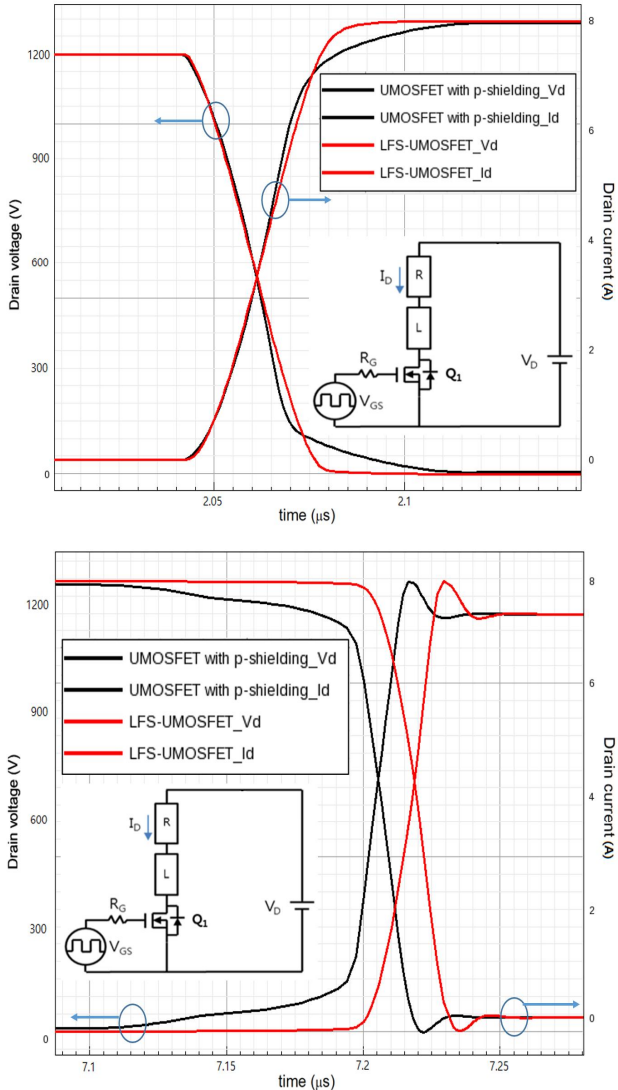 8
1200
UMOSFET with p-shielding_Vd
UMOSFET with p-shielding_Id
LFS-UMOSFET_Vd
LFS-UMOSFET_Id
6
900
Drain voltage (V)
Drain current (A)
600
4
I_D
R
L
R_G
Q₁
V_GS
V_D
300
2
0
0
2.05
2.1
time (μs)
8
1200
UMOSFET with p-shielding_Vd
UMOSFET with p-shielding_Id
LFS-UMOSFET_Vd
LFS-UMOSFET_Id
6
900
Drain voltage (V)
Drain current (A)
600
4
I_D
R
L
R_G
Q₁
V_GS
V_D
300
2
0
0
7.1
7.15
7.2
7.25
time (μs)